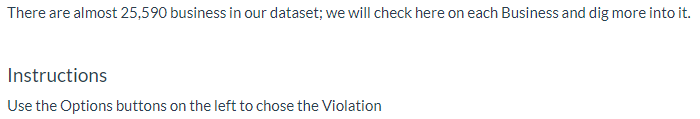 There are almost 25,590 business in our dataset; we will check here on each Business and dig more into it.
Instructions
Use the Options buttons on the left to chose the Violation